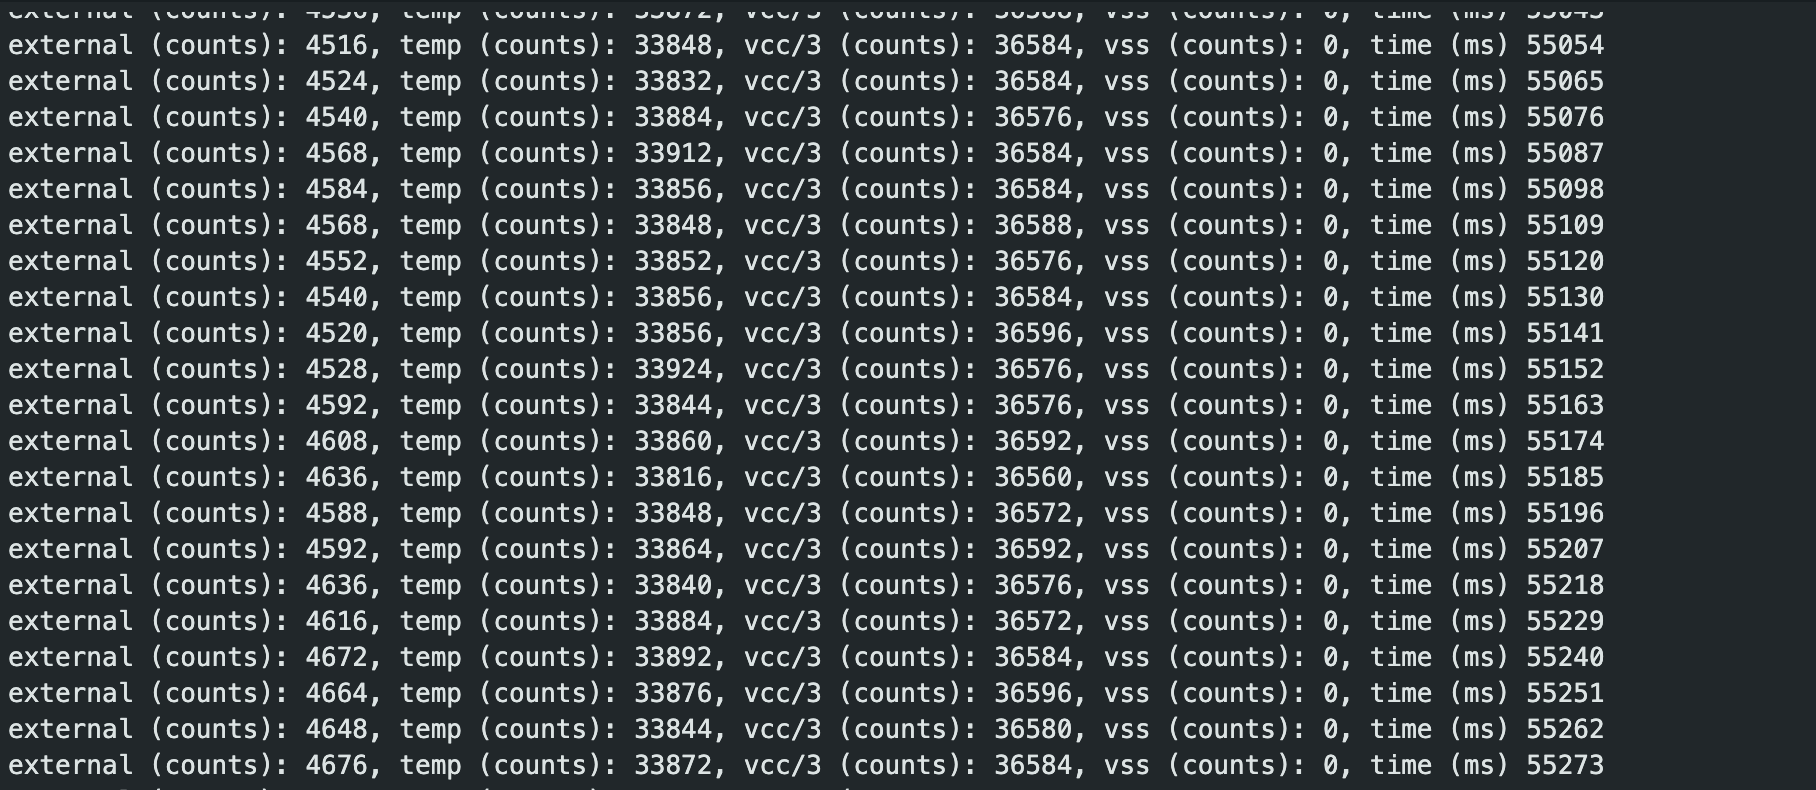 external (counts): 4516, temp (counts): 33848, vcc/3 (counts): 36584, vss (counts): 0, time (ms) 55054
external (counts): 4524, temp (counts): 33832, vcc/3 (counts): 36584, vss (counts): 0, time (ms) 55065
external (counts): 4540, temp (counts): 33884, vcc/3 (counts): 36576, vss (counts): 0, time (ms) 55076
external (counts): 4568, temp (counts): 33912, vcc/3 (counts): 36584, vss (counts): 0, time (ms) 55087
external (counts): 4584, temp (counts): 33856, vcc/3 (counts): 36584, vss (counts): 0, time (ms) 55098
external (counts): 4568, temp (counts): 33848, vcc/3 (counts): 36588, vss (counts): 0, time (ms) 55109
external (counts): 4552, temp (counts): 33852, vcc/3 (counts): 36576, vss (counts): 0, time (ms) 55120
external (counts): 4540, temp (counts): 33856, vcc/3 (counts): 36584, vss (counts): 0, time (ms) 55130
external (counts): 4520, temp (counts): 33856, vcc/3 (counts): 36596, vss (counts): 0, time (ms) 55141
external (counts): 4528, temp (counts): 33924, vcc/3 (counts): 36576, vss (counts): 0, time (ms) 55152
external (counts): 4592, temp (counts): 33844, vcc/3 (counts): 36576, vss (counts): 0, time (ms) 55163
external (counts): 4608, temp (counts): 33860, vcc/3 (counts): 36592, vss (counts): 0, time (ms) 55174
external (counts): 4636, temp (counts): 33816, vcc/3 (counts): 36560, vss (counts): 0, time (ms) 55185
external (counts): 4588, temp (counts): 33848, vcc/3 (counts): 36572, vss (counts): 0, time (ms) 55196
external (counts): 4592, temp (counts): 33864, vcc/3 (counts): 36592, vss (counts): 0, time (ms) 55207
external (counts): 4636, temp (counts): 33840, vcc/3 (counts): 36576, vss (counts): 0, time (ms) 55218
external (counts): 4616, temp (counts): 33884, vcc/3 (counts): 36572, vss (counts): 0, time (ms) 55229
external (counts): 4672, temp (counts): 33892, vcc/3 (counts): 36584, vss (counts): 0, time (ms) 55240
external (counts): 4664, temp (counts): 33876, vcc/3 (counts): 36596, vss (counts): 0, time (ms) 55251
external (counts): 4648, temp (counts): 33844, vcc/3 (counts): 36580, vss (counts): 0, time (ms) 55262
external (counts): 4676, temp (counts): 33872, vcc/3 (counts): 36584, vss (counts): 0, time (ms) 55273